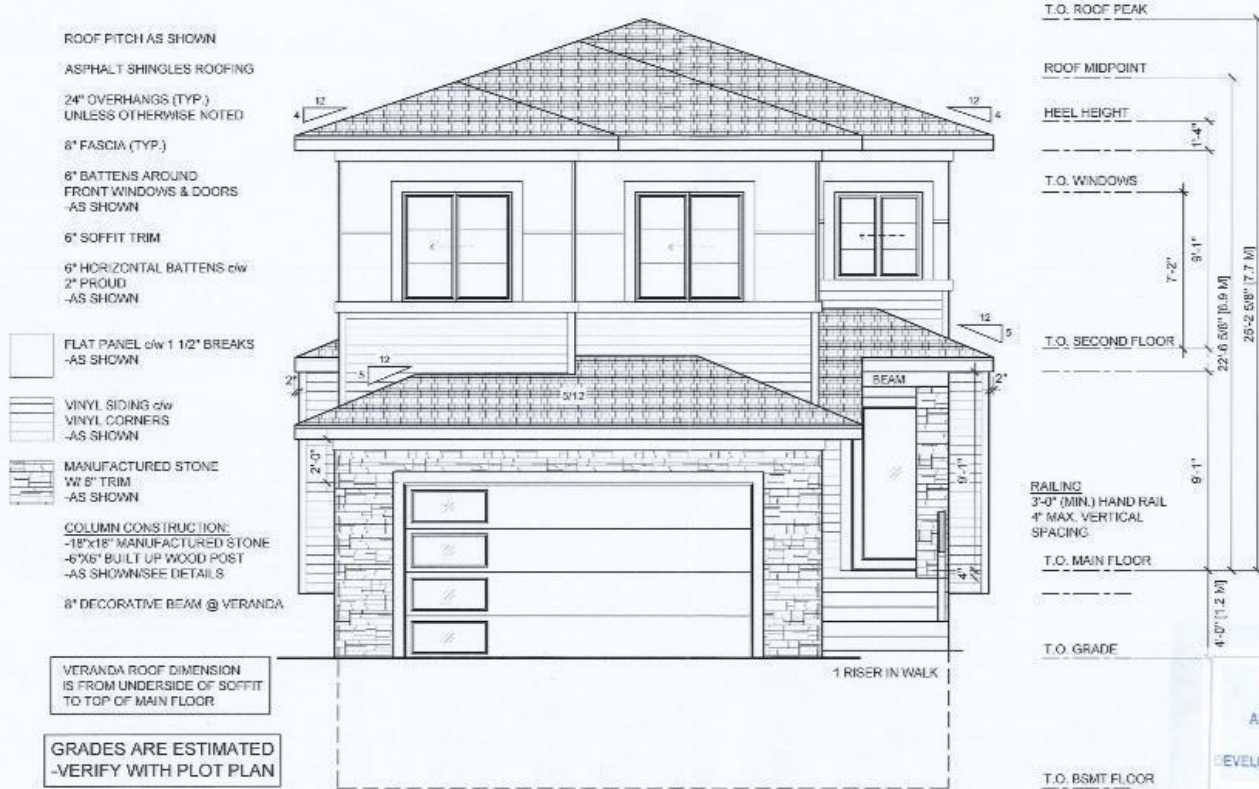 ROOF PITCH AS SHOWN
ASPHALT SHINGLES ROOFING
24" OVERHANGS (TYP.)
UNLESS OTHERWISE NOTED
8" FASCIA (TYP.)
6" BATTENS AROUND
FRONT WINDOWS & DOORS
-AS SHOWN
6" SOFFIT TRIM
6" HORIZONTAL BATTENS c/w
2" PROUD
-AS SHOWN
FLAT PANEL c/w 1 1/2" BREAKS
-AS SHOWN
VINYL SIDING c/w
VINYL CORNERS
-AS SHOWN
MANUFACTURED STONE
W/ 6" TRIM
-AS SHOWN
COLUMN CONSTRUCTION:
-18"x18" MANUFACTURED STONE
-6"X6" BUILT UP WOOD POST
-AS SHOWN/SEE DETAILS
8" DECORATIVE BEAM @ VERANDA
VERANDA ROOF DIMENSION
IS FROM UNDERSIDE OF SOFFIT
TO TOP OF MAIN FLOOR
GRADES ARE ESTIMATED
-VERIFY WITH PLOT PLAN
12
4
12
4
12
5
12
5
5/12
BEAM
2"
2"
2'-0"
9'-1"
4"
1 RISER IN WALK
T.O. ROOF PEAK
ROOF MIDPOINT
HEEL HEIGHT
T.O. WINDOWS
T.O. SECOND FLOOR
RAILING
3'-0" (MIN.) HAND RAIL
4" MAX. VERTICAL
SPACING
T.O. MAIN FLOOR
T.O. GRADE
T.O. BSMT FLOOR
1'-4"
7'-2"
9'-1"
9'-1"
22'-6 5/8" [6.9 M]
25'-2 5/8" [7.7 M]
4'-0" [1.2 M]
A
DEVEL